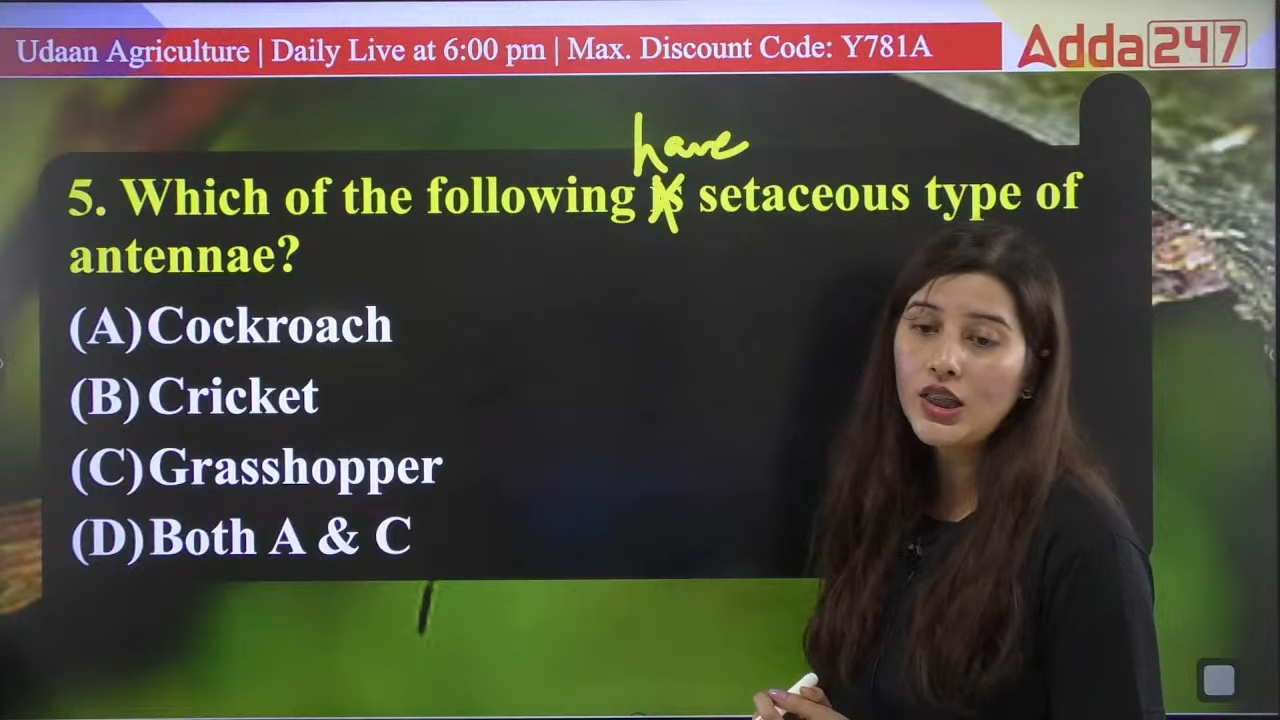 Udaan Agriculture | Daily Live at 6:00 pm | Max. Discount Code: Y781A
Adda247
have
5. Which of the following is setaceous type of
antennae?
(A) Cockroach
(B) Cricket
(C) Grasshopper
(D) Both A & C